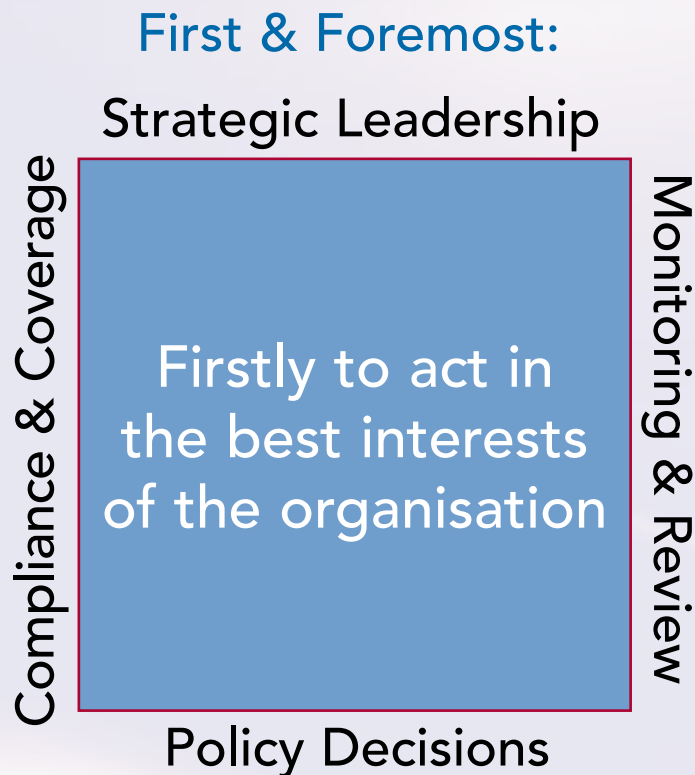 First & Foremost:
Strategic Leadership
Compliance & Coverage
Firstly to act in
the best interests
of the organisation
Monitoring & Review
Policy Decisions